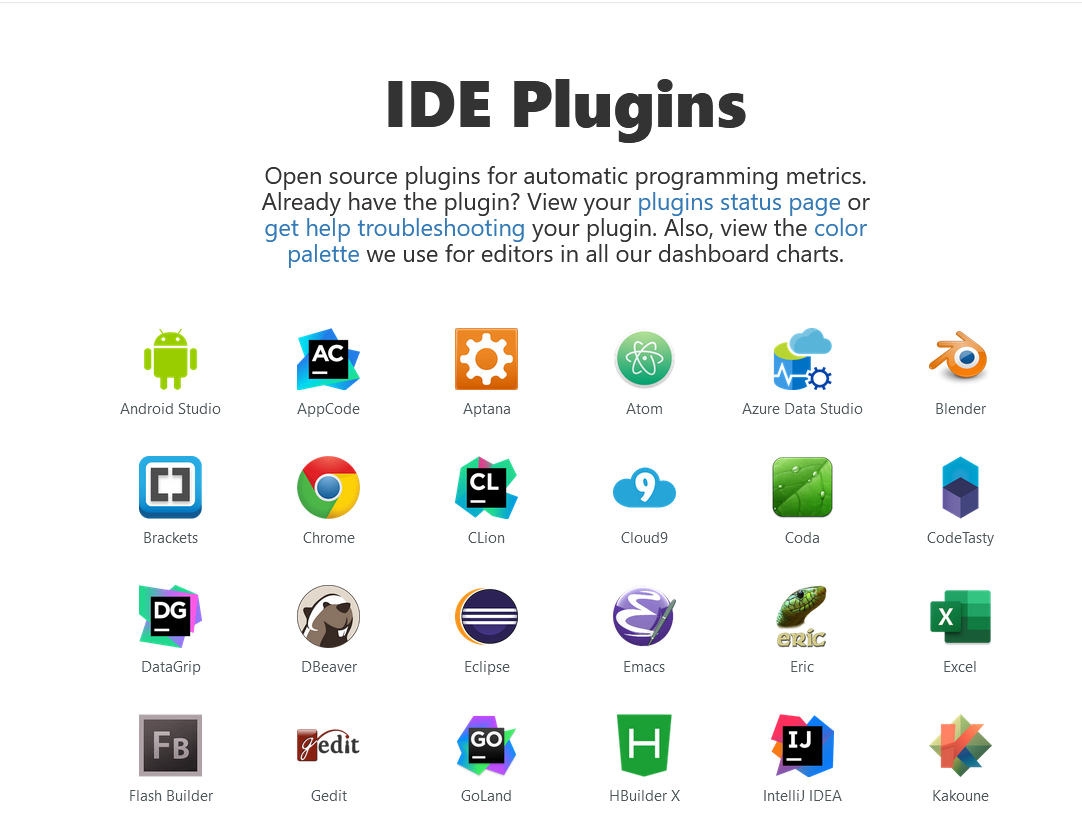 IDE Plugins
Open source plugins for automatic programming metrics.
Already have the plugin? View your plugins status page or
get help troubleshooting your plugin. Also, view the color
palette we use for editors in all our dashboard charts.
AC
Android Studio AppCode Aptana Atom Azure Data Studio Blender
CL 9
Brackets Chrome CLion Cloud9 Coda CodeTasty
DG eric X
DataGrip DBeaver Eclipse Emacs Eric Excel
FB gedit GO H IJ
Flash Builder Gedit GoLand HBuilder X IntelliJ IDEA Kakoune